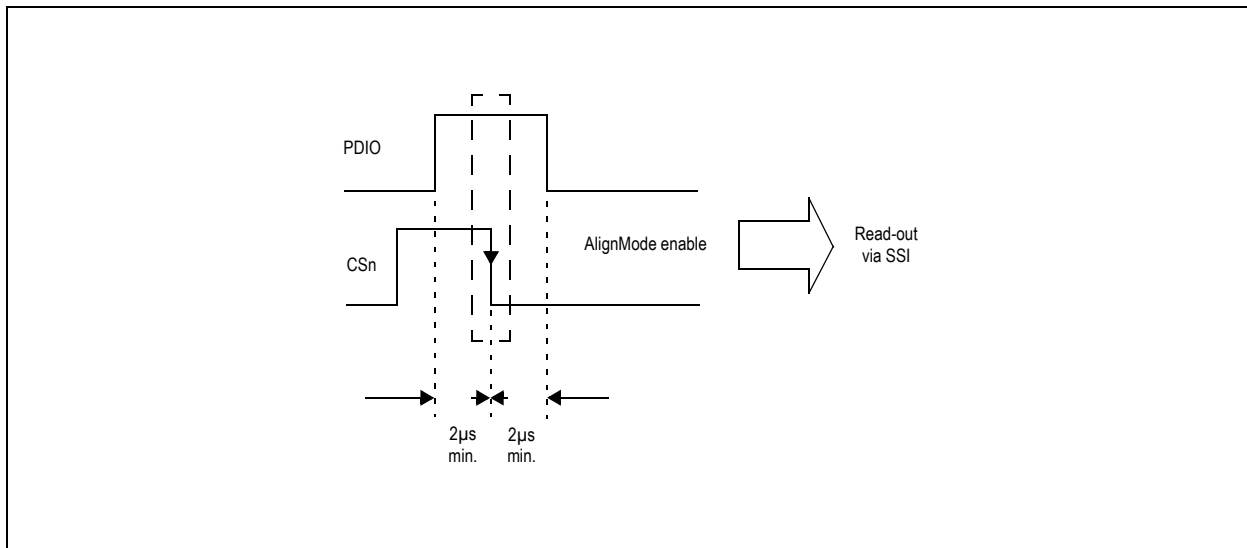 PDIO
CSn
AlignMode enable
Read-out
via SSI
2µs
min.
2µs
min.